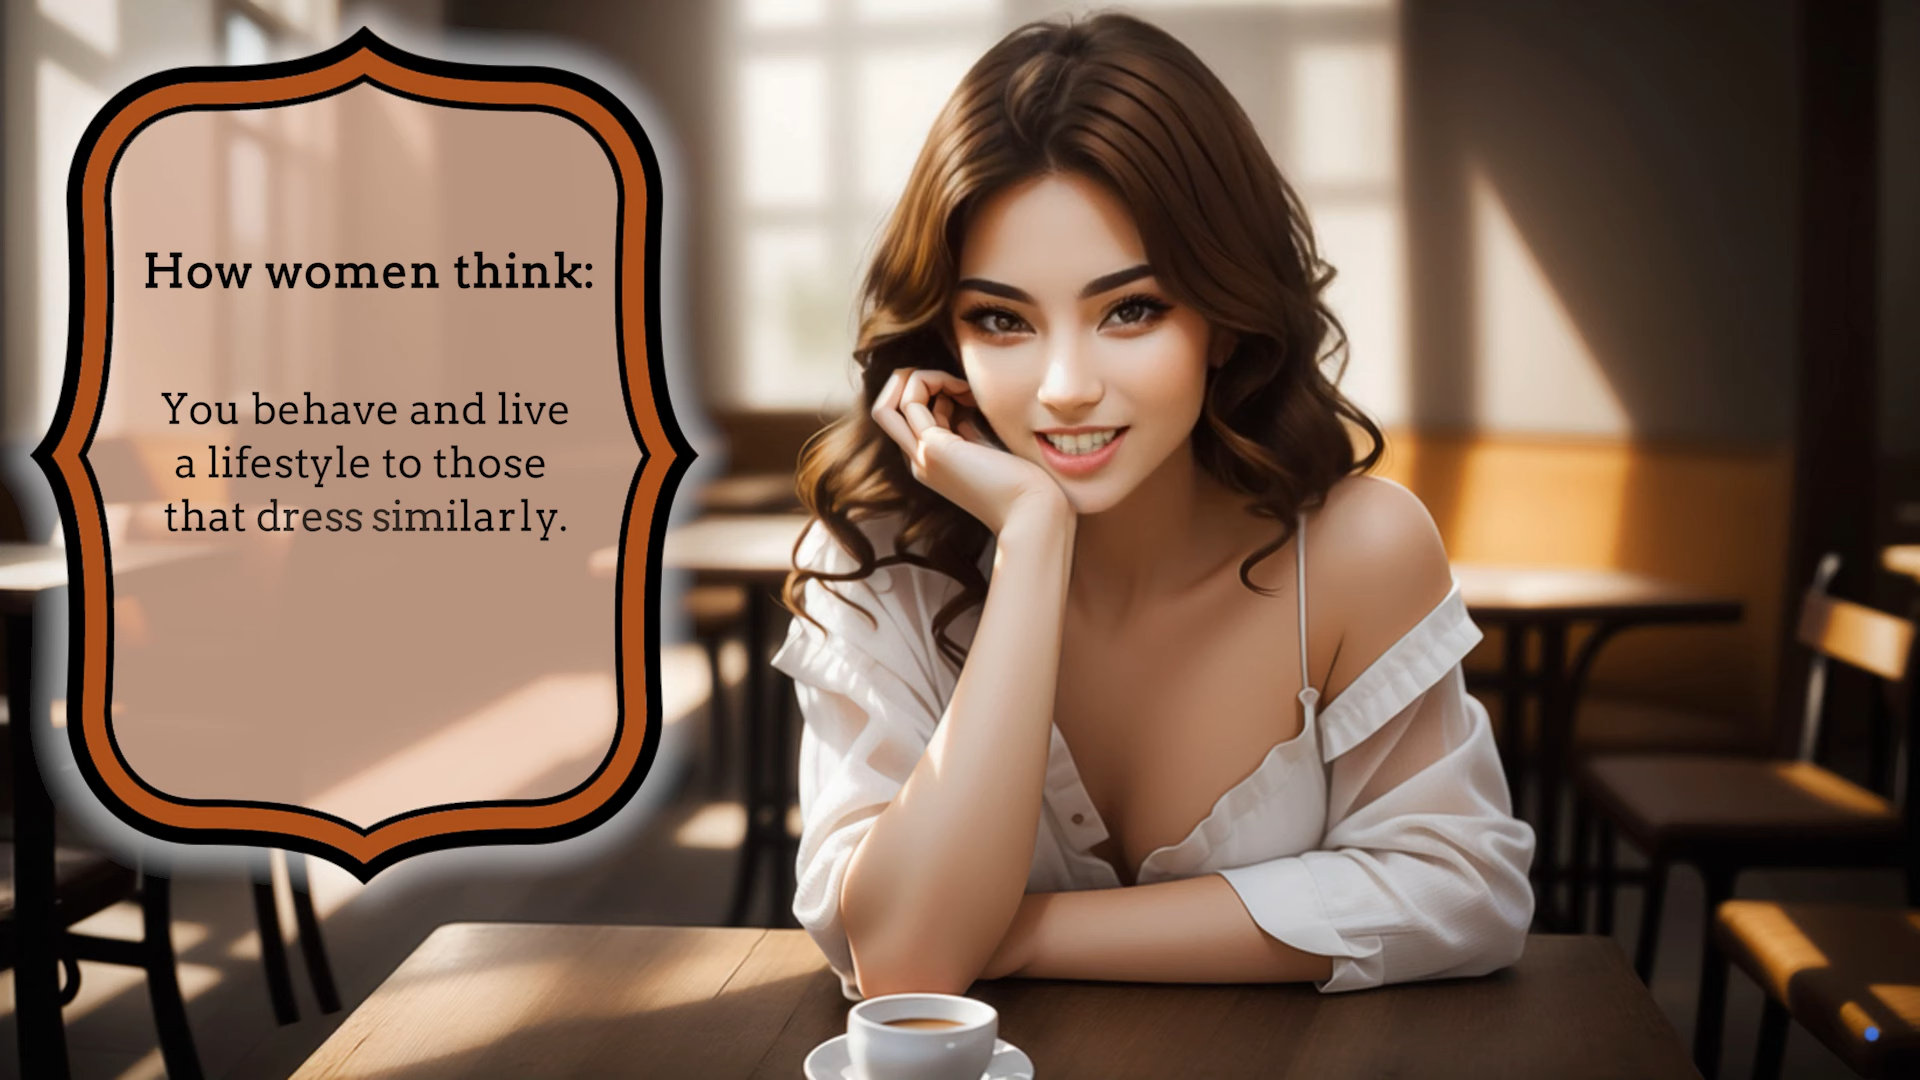 How women think:
You behave and live
a lifestyle to those
that dress similarly.